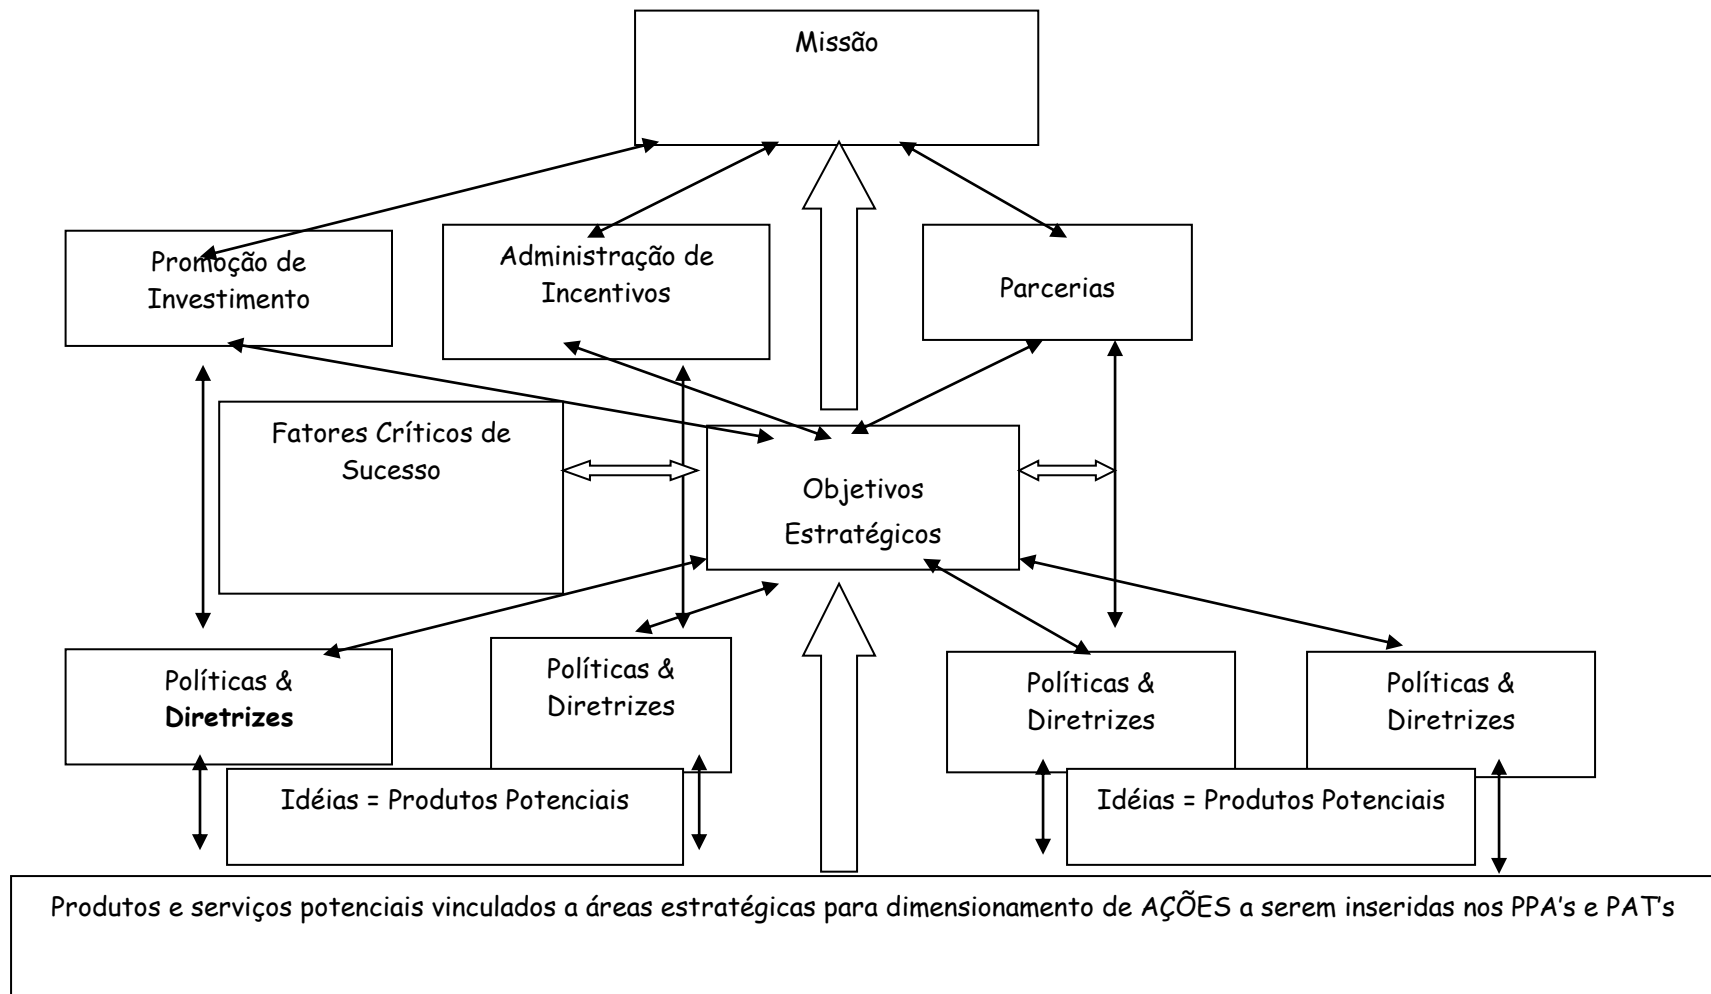 Missão
Promoção de
Investimento
Administração de
Incentivos
Parcerias
Fatores Críticos de
Sucesso
Objetivos
Estratégicos
Políticas &
Diretrizes
Políticas &
Diretrizes
Políticas &
Diretrizes
Políticas &
Diretrizes
Idéias = Produtos Potenciais
Idéias = Produtos Potenciais
Produtos e serviços potenciais vinculados a áreas estratégicas para dimensionamento de AÇÕES a serem inseridas nos PPA’s e PAT’s